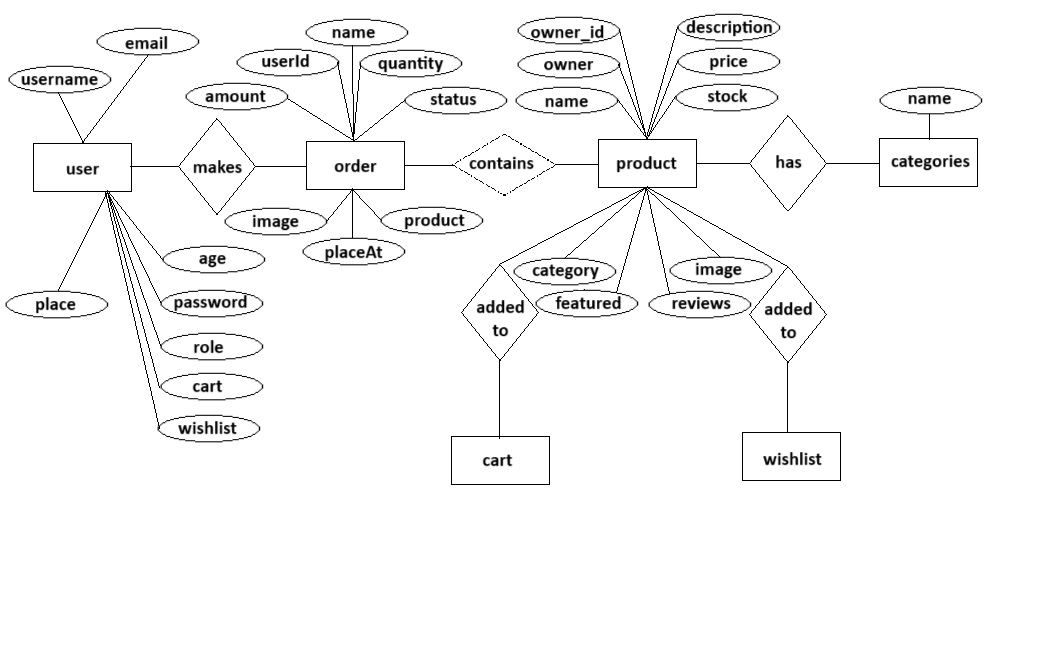 name
owner_id
description
email
userId
quantity
owner
price
username
amount
status
name
stock
name
user
makes
order
contains
product
has
categories
image
product
placeAt
age
category
image
place
password
added
to
featured
reviews
added
to
role
cart
wishlist
cart
wishlist